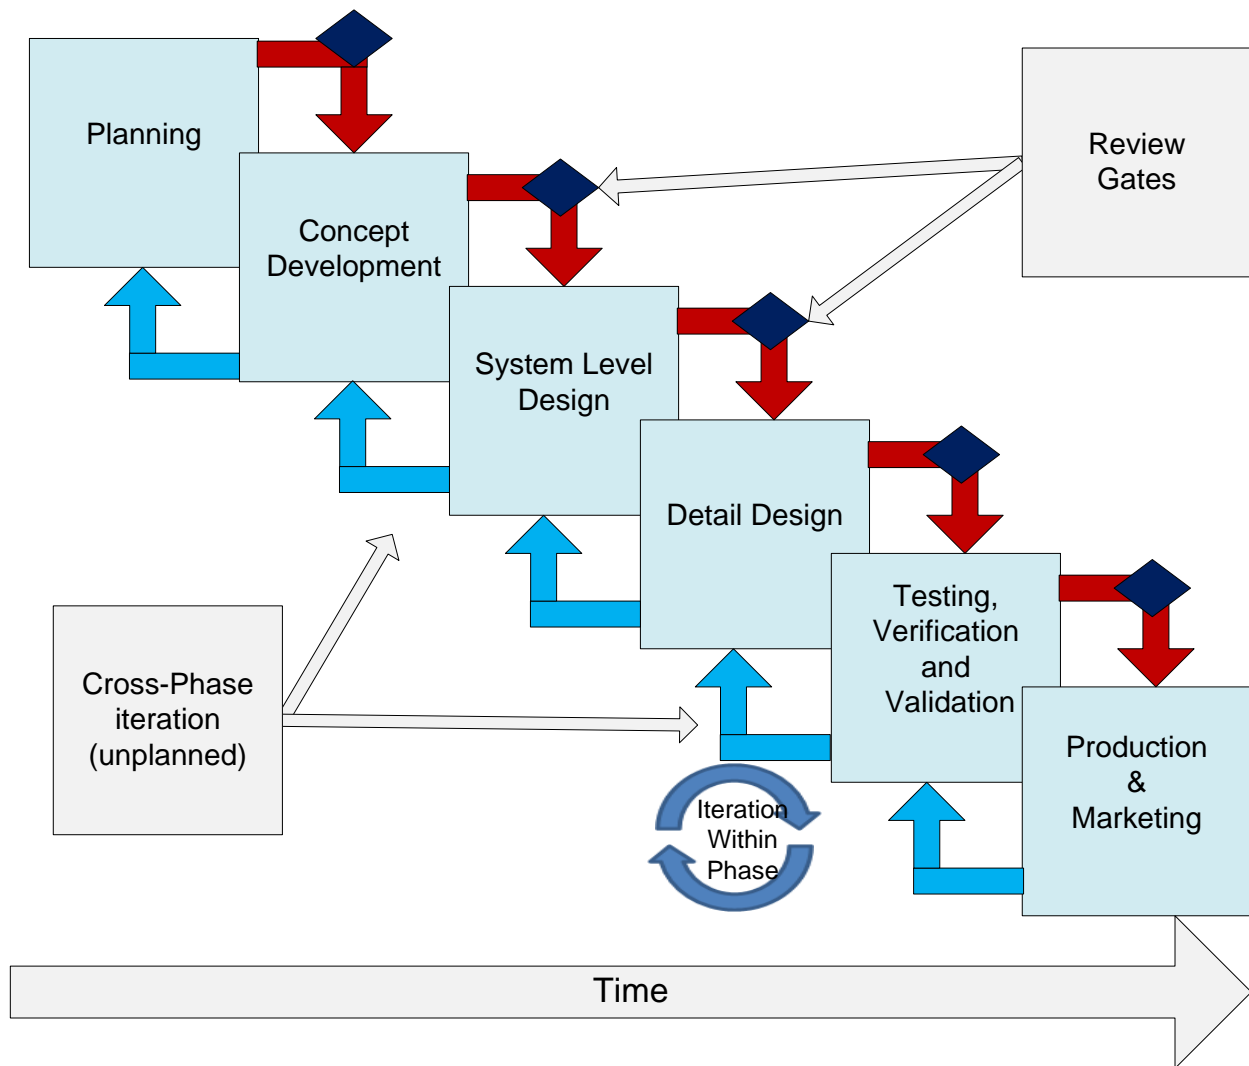 Planning
Concept
Development
System Level
Design
Detail Design
Testing,
Verification
and
Validation
Production
&
Marketing
Review
Gates
Cross-Phase
iteration
(unplanned)
Iteration
Within
Phase
Time